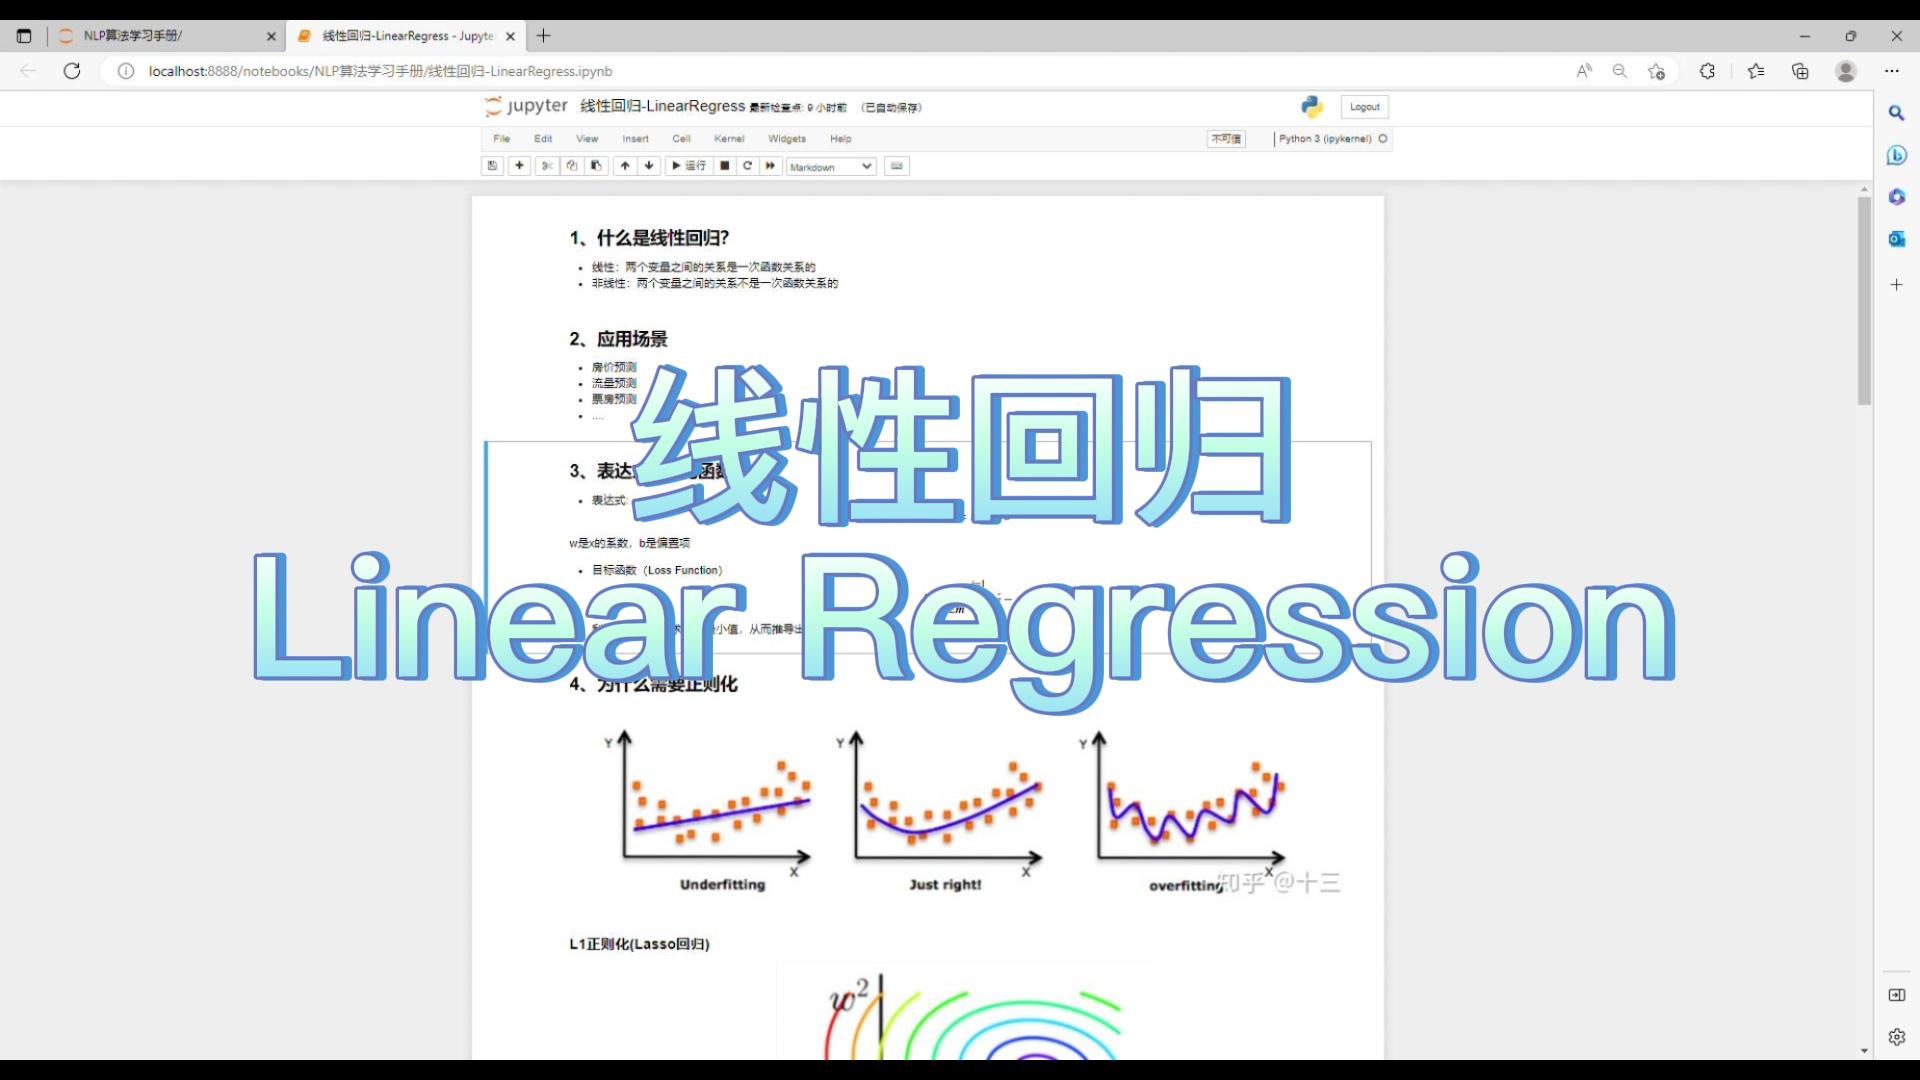 NLP算法学习手册/
线性回归-LinearRegress - Jupyte
localhost:8888/notebooks/NLP算法学习手册/线性回归-LinearRegress.ipynb
jupyter 线性回归-LinearRegress 最新检查点: 9 小时前 (已自动保存)
Logout
File Edit View Insert Cell Kernel Widgets Help
不可信
Python 3 (ipykernel)
运行
Markdown
1、什么是线性回归?
线性：两个变量之间的关系是一次函数关系的
非线性：两个变量之间的关系不是一次函数关系的
2、应用场景
房价预测
流量预测
票房预测
....
线性回归
3、表达
函数
表达式:
w是x的系数，b是偏置项
目标函数（Loss Function）
Linear Regression
小值，从而推导出
4、为什么需要正则化
Y
X
Underfitting
Y
X
Just right!
Y
X
overfitting
知乎 @十三
L1正则化(Lasso回归)
w²